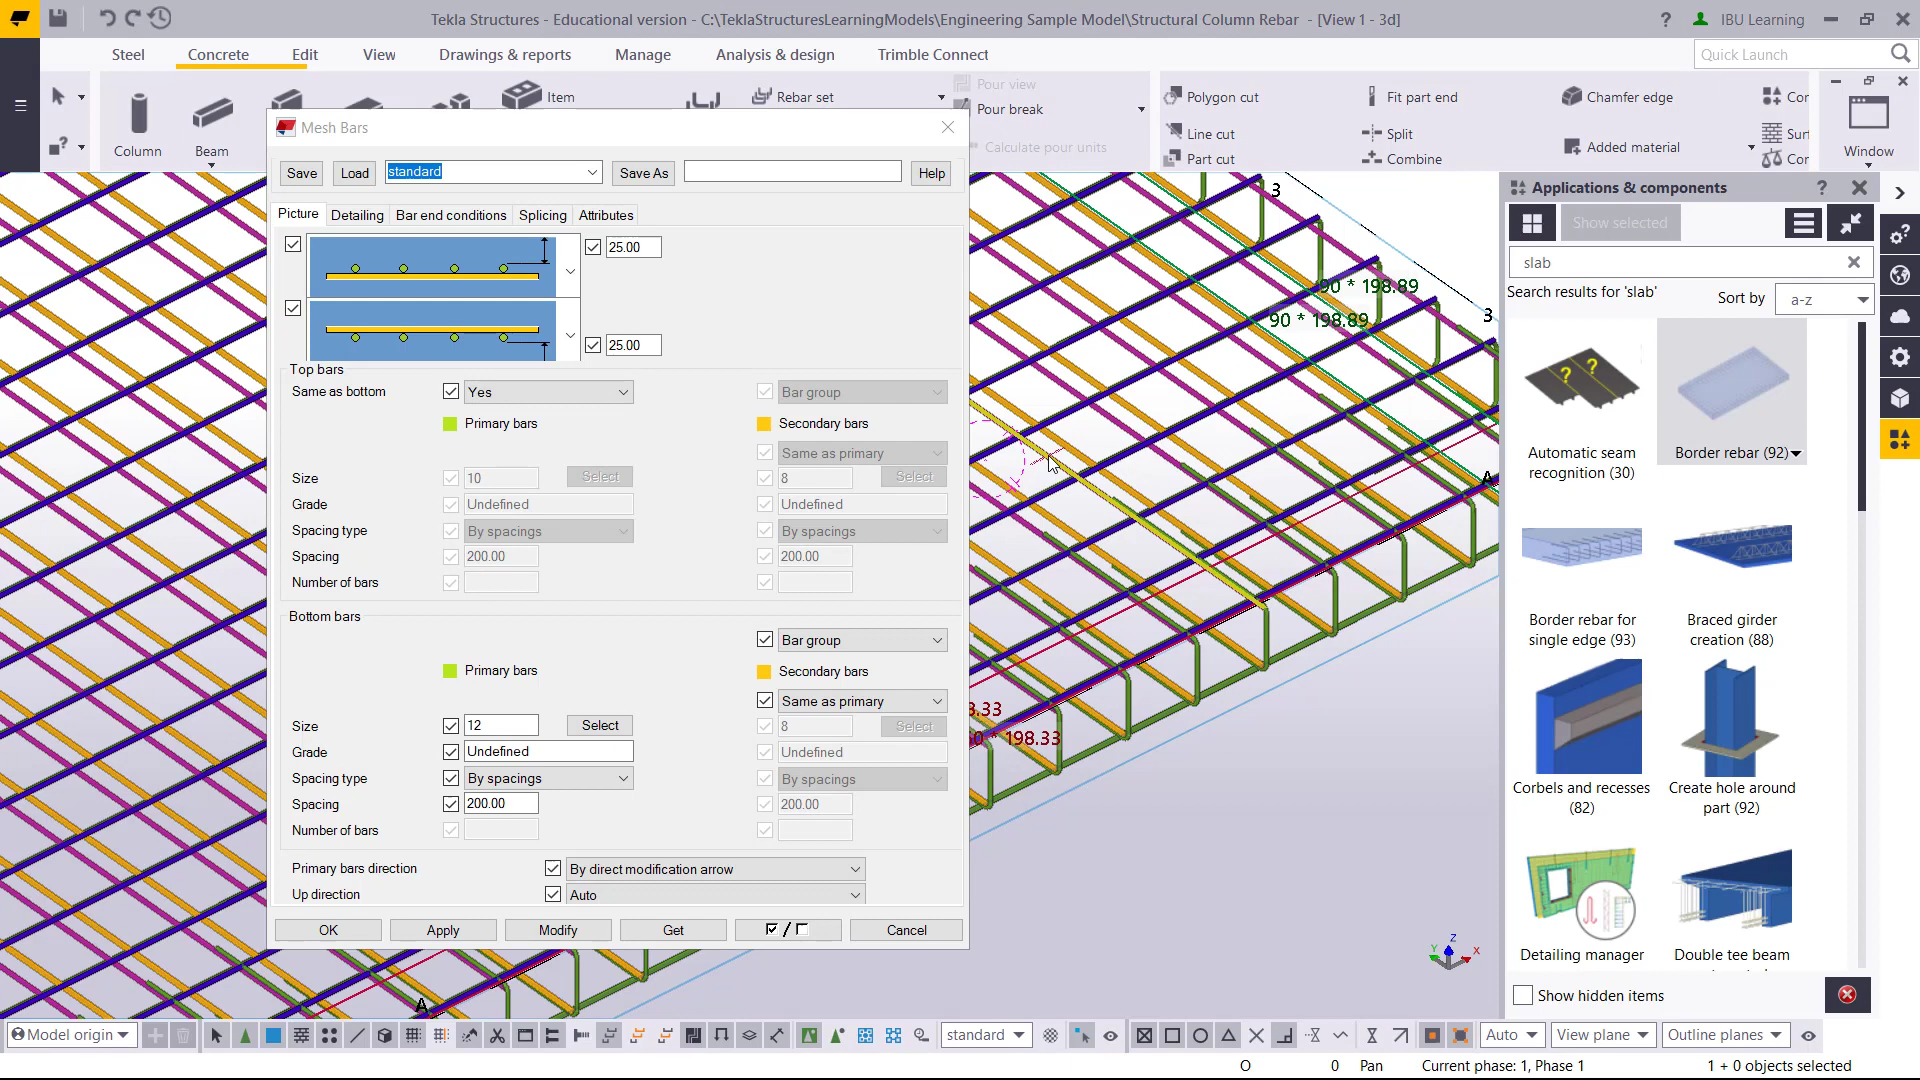 Tekla Structures - Educational version - C:\TeklaStructuresLearningModels\Engineering Sample Model\Structural Column Rebar - [View 1 - 3d]
? IBU Learning
Steel Concrete Edit View Drawings & reports Manage Analysis & design Trimble Connect
Quick Launch
Column
Beam
Item
Rebar set
Pour view
Pour break
Calculate pour units
Polygon cut
Line cut
Part cut
Fit part end
Split
Combine
Chamfer edge
Added material
Window
Mesh Bars
Save Load standard Save As Help
Picture Detailing Bar end conditions Splicing Attributes
25.00
25.00
Top bars
Same as bottom Yes Bar group
Primary bars Secondary bars
Same as primary
Size 10 Select 8 Select
Grade Undefined Undefined
Spacing type By spacings By spacings
Spacing 200.00 200.00
Number of bars
Bottom bars
Bar group
Primary bars Secondary bars
Same as primary
Size 12 Select 8 Select
Grade Undefined Undefined
Spacing type By spacings By spacings
Spacing 200.00 200.00
Number of bars
Primary bars direction By direct modification arrow
Up direction Auto
OK Apply Modify Get / Cancel
3
90 * 198.89
3
90 * 198.89
A
198.33
A
Z
Y X
Applications & components ?
Show selected
slab
Search results for 'slab' Sort by a-z
? ?
Automatic seam recognition (30)
Border rebar (92)
Border rebar for single edge (93)
Braced girder creation (88)
Corbels and recesses (82)
Create hole around part (92)
Detailing manager
Double tee beam
Show hidden items
Model origin
standard
Auto View plane Outline planes
O 0 Pan Current phase: 1, Phase 1 1 + 0 objects selected